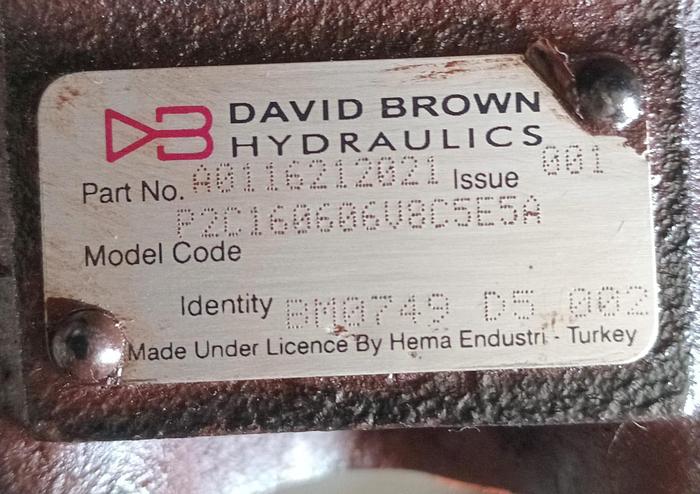 DAVID BROWN
HYDRAULICS
Part No. A0116212021 Issue 001
P2C160606V8C5E5A
Model Code
Identity BM0749 D5 002
Made Under Licence By Hema Endustri - Turkey